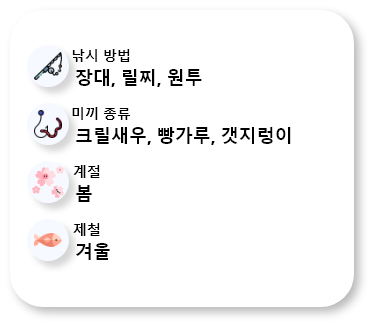 낚시 방법
장대, 릴찌, 원투
미끼 종류
크릴새우, 빵가루, 갯지렁이
계절
봄
제철
겨울